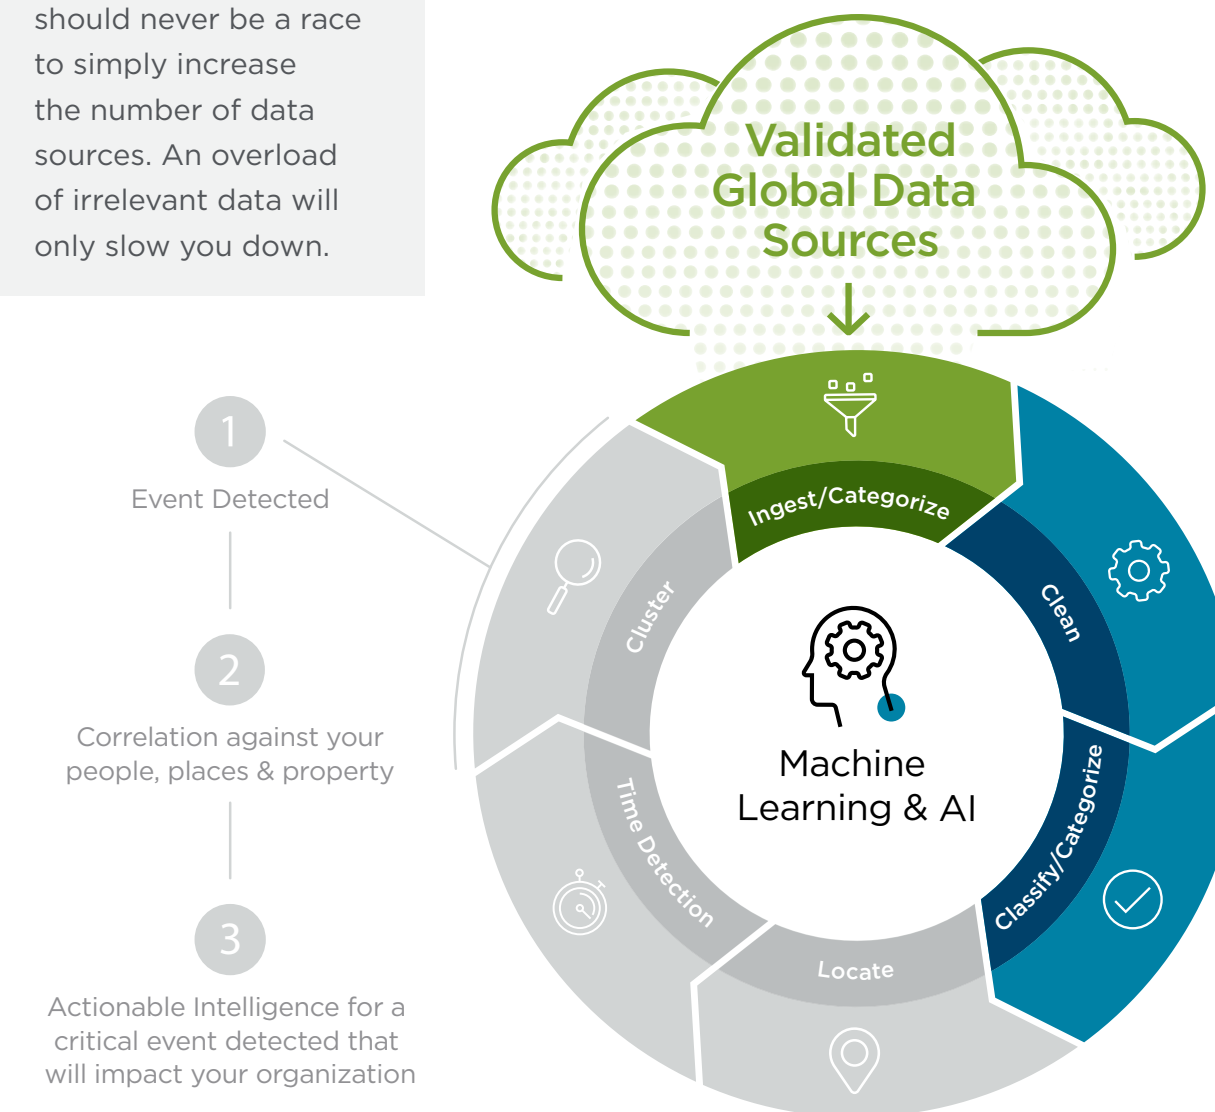 should never be a race
to simply increase
the number of data
sources. An overload
of irrelevant data will
only slow you down.
Validated
Global Data
Sources
1
Event Detected
2
Correlation against your
people, places & property
3
Actionable Intelligence for a
critical event detected that
will impact your organization
Ingest/Categorize
Clean
Classify/Categorize
Locate
Time Detection
Cluster
Machine
Learning & AI